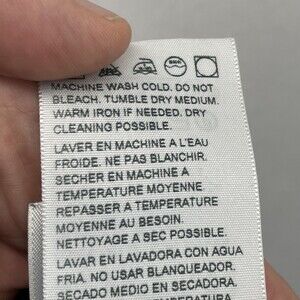 MACHINE WASH COLD. DO NOT
BLEACH. TUMBLE DRY MEDIUM.
WARM IRON IF NEEDED. DRY
CLEANING POSSIBLE.
LAVER EN MACHINE A L'EAU
FROIDE. NE PAS BLANCHIR.
SECHER EN MACHINE A
TEMPERATURE MOYENNE
REPASSER A TEMPERATURE
MOYENNE AU BESOIN.
NETTOYAGE A SEC POSSIBLE.
LAVAR EN LAVADORA CON AGUA
FRIA. NO USAR BLANQUEADOR.
SECADO MEDIO EN SECADORA.
TEMPERATURA